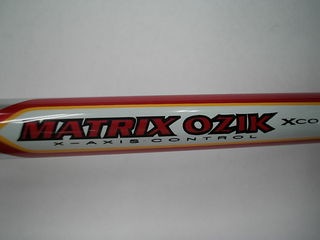 MATRIX OZIK XCO
X-AXIS CONTROL